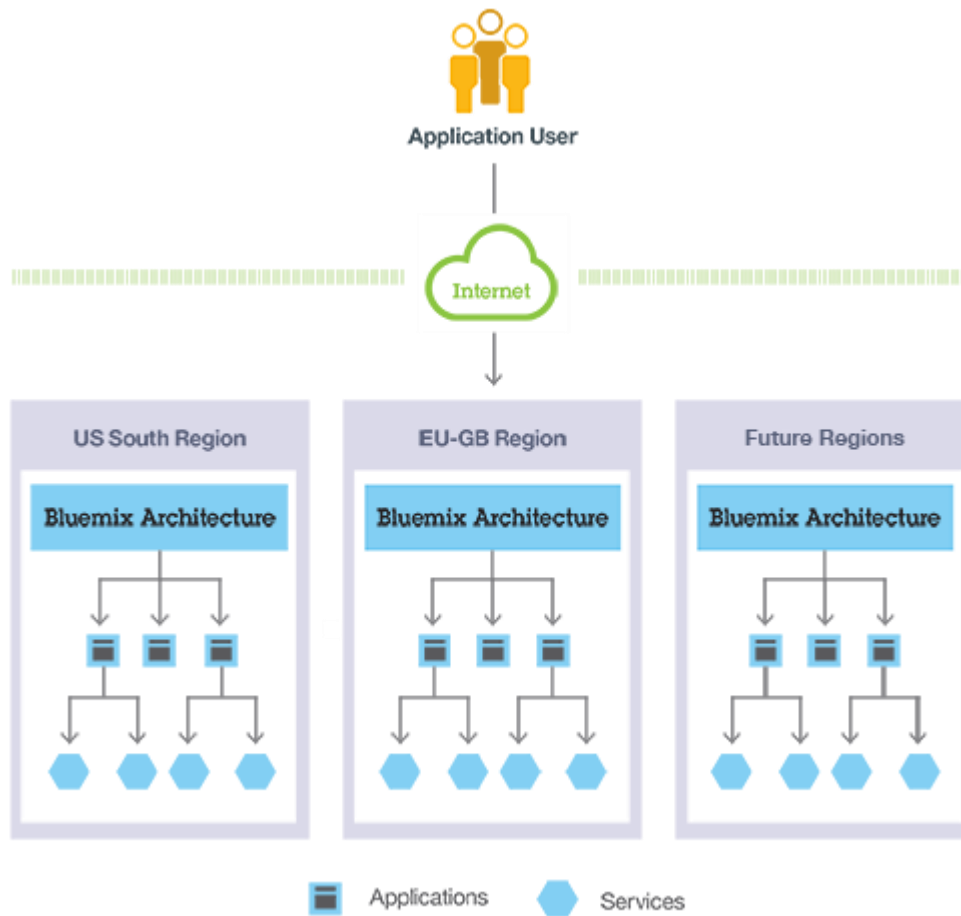 Application User
Internet
US South Region
EU-GB Region
Future Regions
Bluemix Architecture
Bluemix Architecture
Bluemix Architecture
Applications
Services